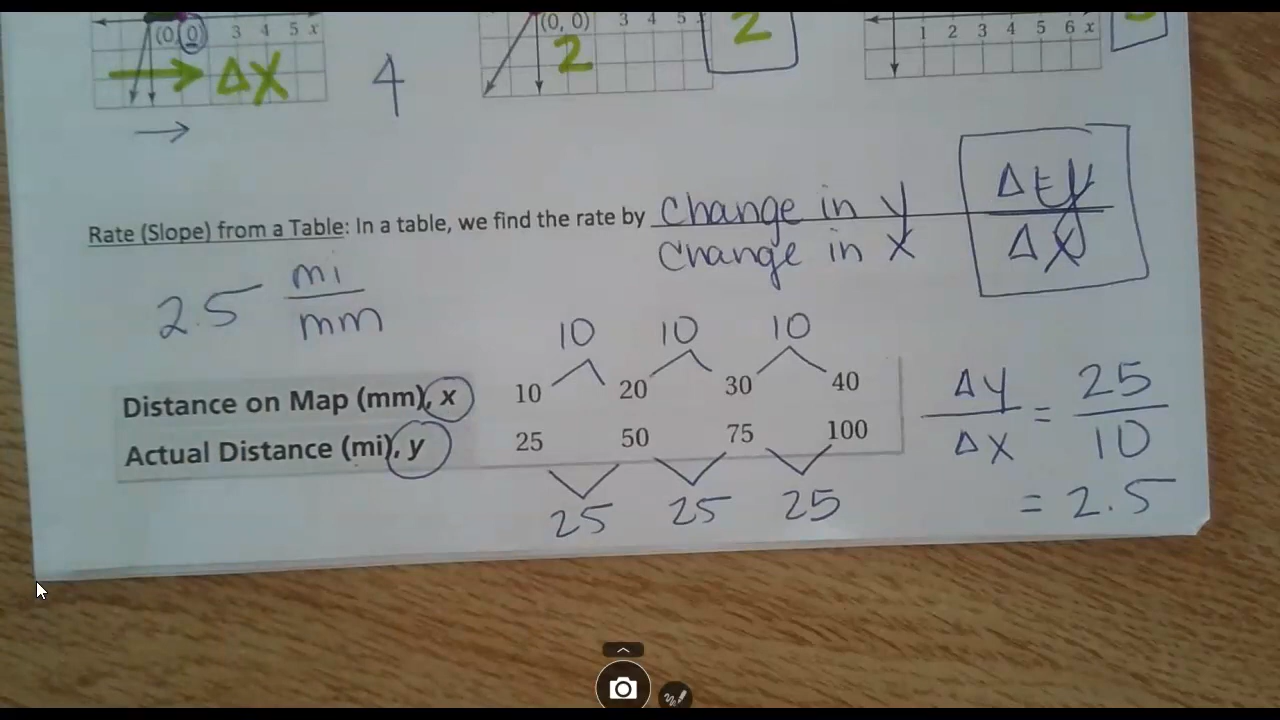 (0, 0) 3 4 5 x
(0, 0) 3 4 5
2
1 2 3 4 5 6 x
→ ΔX
4
2
→
Rate (Slope) from a Table: In a table, we find the rate by change in y
change in x
Δy
Δx
2.5 mi
mm
10 10 10
Distance on Map (mm), x 10 20 30 40
Actual Distance (mi), y 25 50 75 100
25 25 25
Δy = 25
Δx 10
= 2.5